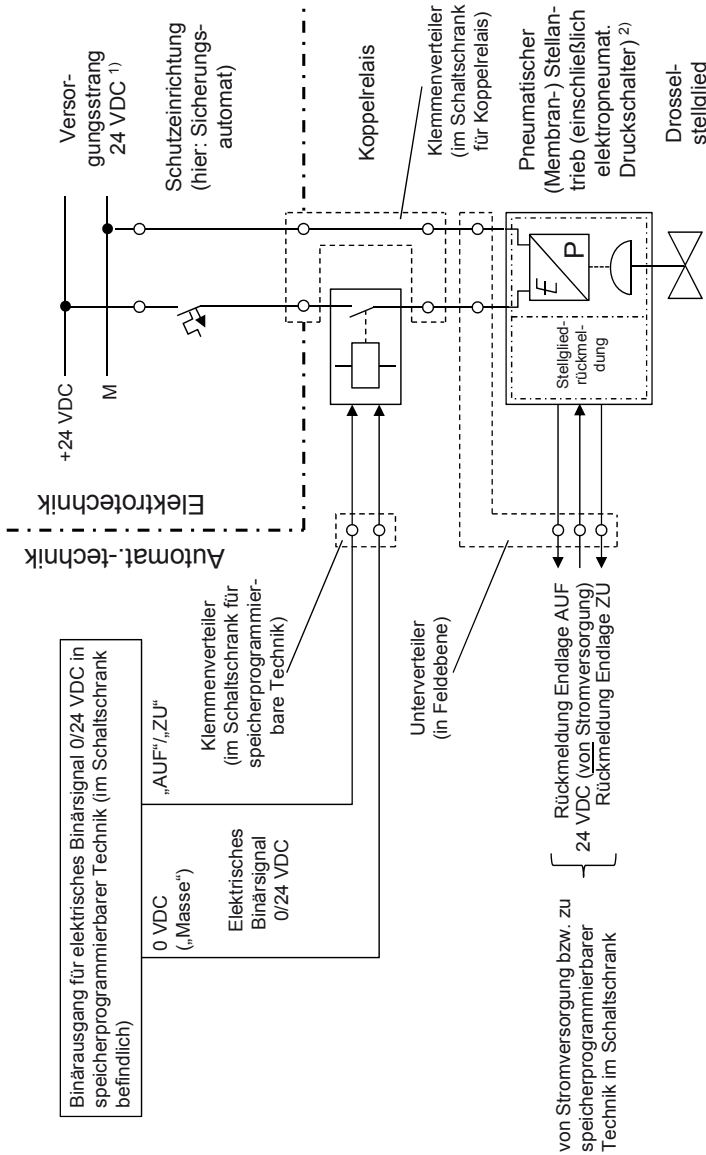 Binärausgang für elektrisches Binärsignal 0/24 VDC in
speicherprogrammierbarer Technik (im Schaltschrank
befindlich)
0 VDC
(„Masse“)
„AUF“/„ZU“
Elektrisches
Binärsignal
0/24 VDC
Klemmenverteiler
(im Schaltschrank für
speicherprogrammier-
bare Technik)
Automat.-technik
Elektrotechnik
+24 VDC
M
Versor-
gungsstrang
24 VDC 1)
Schutzeinrichtung
(hier: Sicherungs-
automat)
Koppelrelais
Klemmenverteiler
(im Schaltschrank
für Koppelrelais)
Unterverteiler
(in Feldebene)
Pneumatischer
(Membran-) Stellan-
trieb (einschließlich
elektropneumat.
Druckschalter) 2)
E
P
Stellglied-
rückmel-
dung
Drossel-
stellglied
Rückmeldung Endlage AUF
24 VDC (von Stromversorgung)
Rückmeldung Endlage ZU
von Stromversorgung bzw. zu
speicherprogrammierbarer
Technik im Schaltschrank